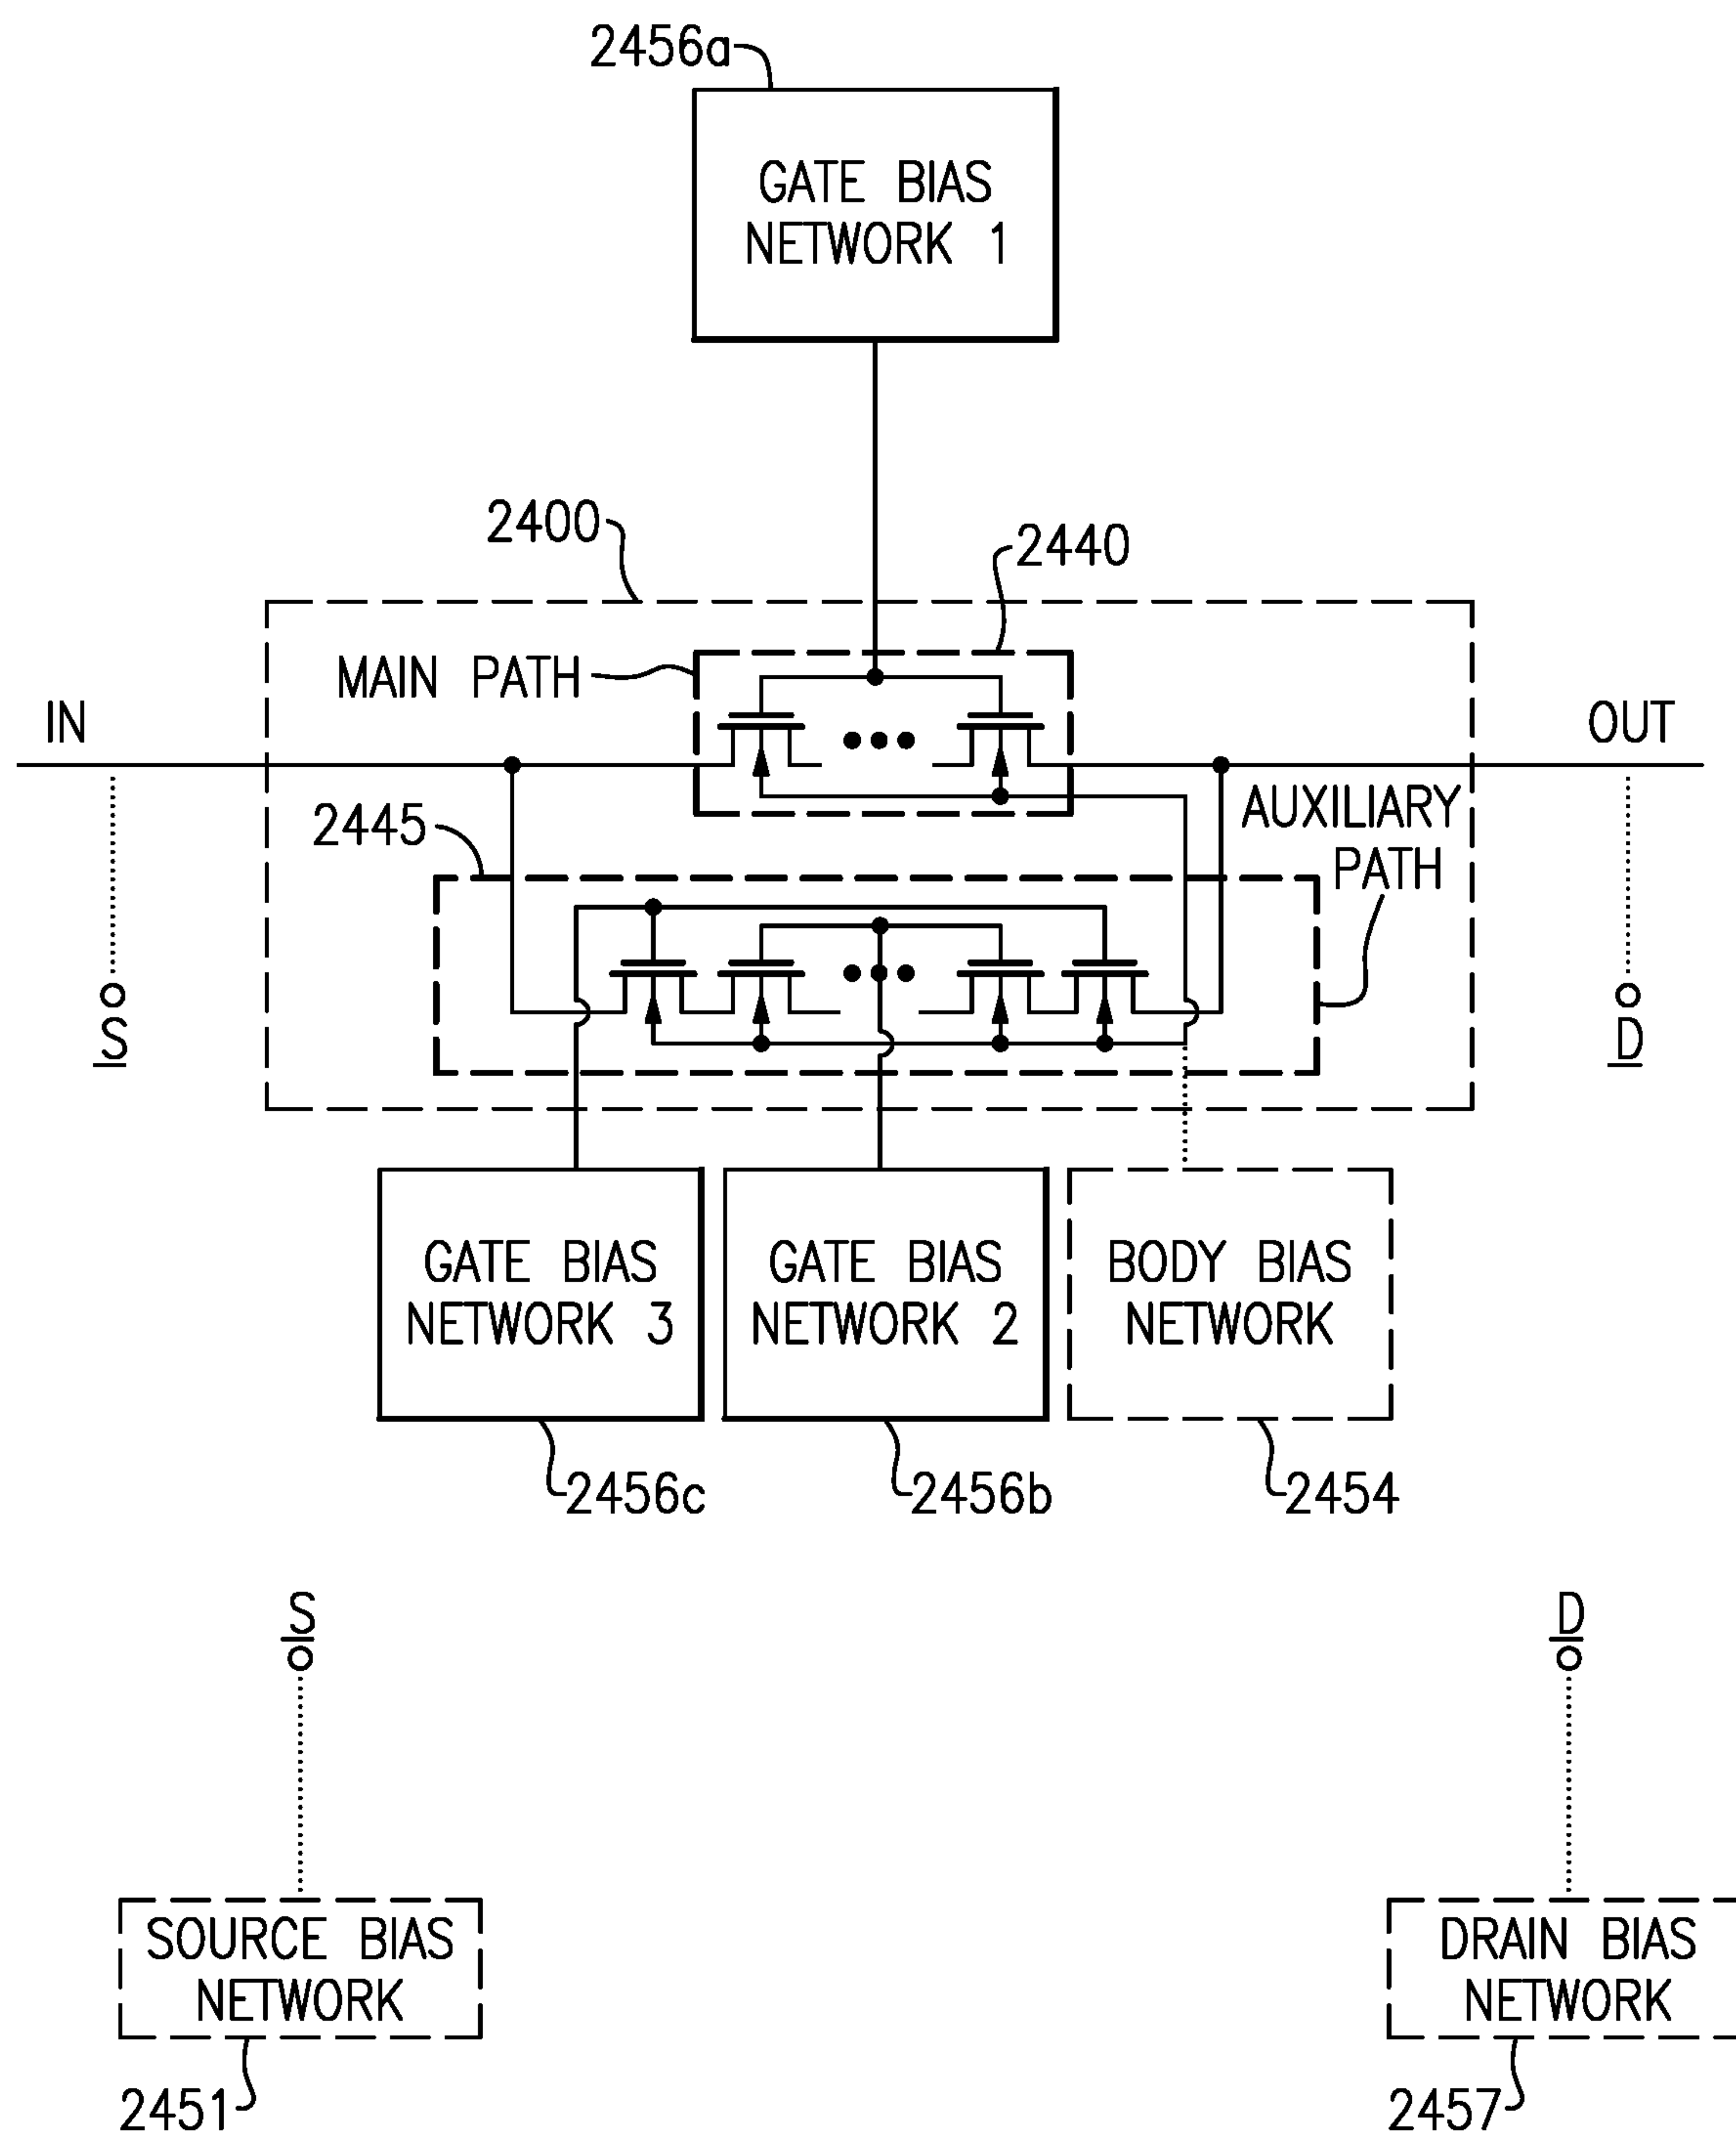 2456a
GATE BIAS
NETWORK 1
2400
2440
MAIN PATH
IN
OUT
2445
AUXILIARY
PATH
S
D
GATE BIAS
NETWORK 3
GATE BIAS
NETWORK 2
BODY BIAS
NETWORK
2456c
2456b
2454
S
D
SOURCE BIAS
NETWORK
DRAIN BIAS
NETWORK
2451
2457